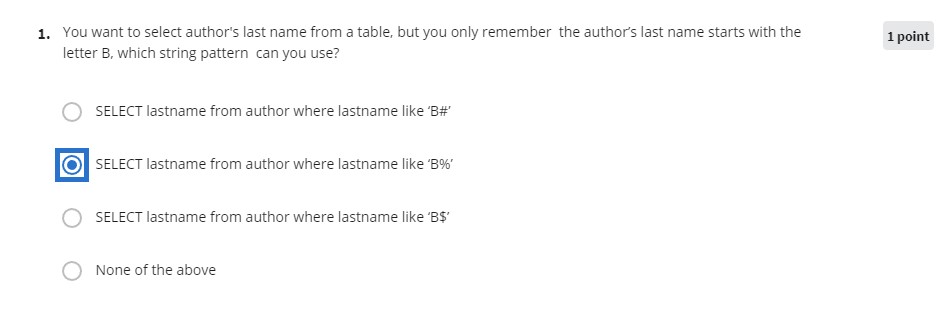 1. You want to select author's last name from a table, but you only remember  the author's last name starts with the 1 point
letter B, which string pattern  can you use?
SELECT lastname from author where lastname like ‘B#’
SELECT lastname from author where lastname like ‘B%’
SELECT lastname from author where lastname like ‘B$’
None of the above